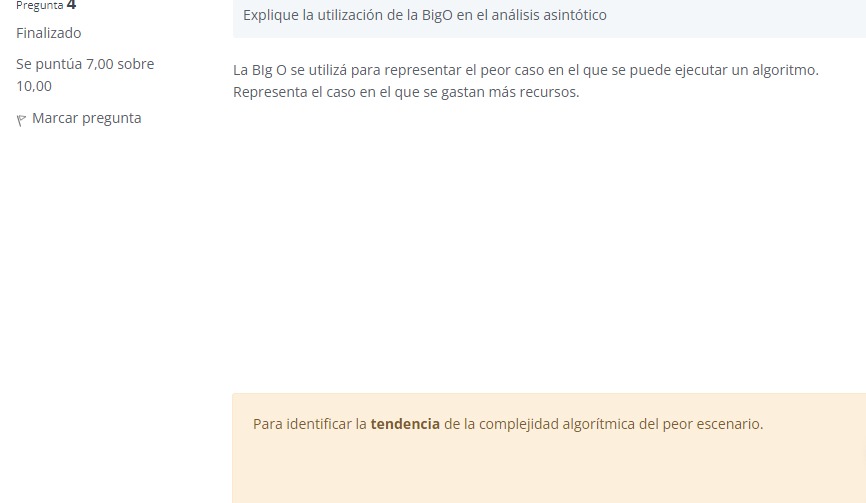 Pregunta 4
Finalizado
Se puntúa 7,00 sobre
10,00
Marcar pregunta
Explique la utilización de la BigO en el análisis asintótico
La BIg O se utilizá para representar el peor caso en el que se puede ejecutar un algoritmo.
Representa el caso en el que se gastan más recursos.
Para identificar la tendencia de la complejidad algorítmica del peor escenario.